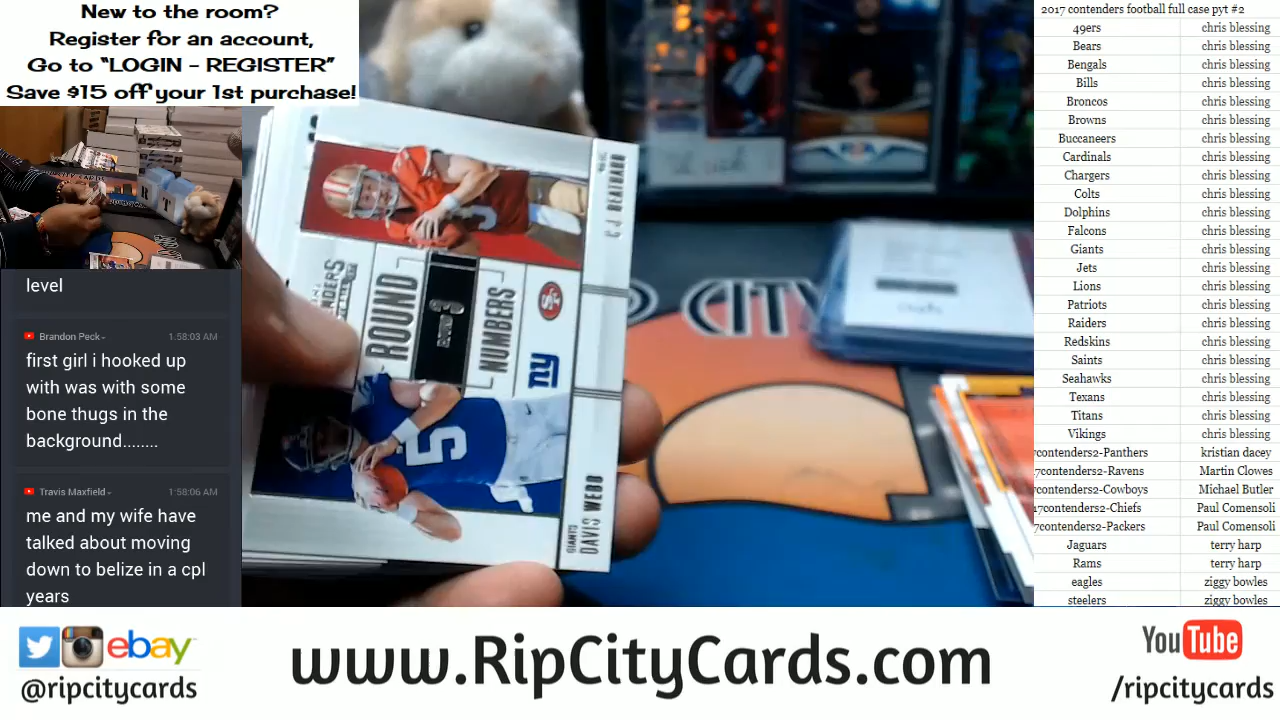 New to the room?
Register for an account,
Go to "LOGIN - REGISTER"
Save $15 off your 1st purchase!
level
Brandon Peck 1:58:03 AM
first girl i hooked up
with was with some
bone thugs in the
background........
Travis Maxfield 1:58:06 AM
me and my wife have
talked about moving
down to belize in a cpl
years
C.J. BEATHARD
ROUND
NUMBERS
ny
5
GIANTS
DAVIS WEBB
CITY
2017 contenders football full case pyt #2
49ers chris blessing
Bears chris blessing
Bengals chris blessing
Bills chris blessing
Broncos chris blessing
Browns chris blessing
Buccaneers chris blessing
Cardinals chris blessing
Chargers chris blessing
Colts chris blessing
Dolphins chris blessing
Falcons chris blessing
Giants chris blessing
Jets chris blessing
Lions chris blessing
Patriots chris blessing
Raiders chris blessing
Redskins chris blessing
Saints chris blessing
Seahawks chris blessing
Texans chris blessing
Titans chris blessing
Vikings chris blessing
contenders2-Panthers kristian dacey
7contenders2-Ravens Martin Clowes
contenders2-Cowboys Michael Butler
17contenders2-Chiefs Paul Comensoli
7contenders2-Packers Paul Comensoli
Jaguars terry harp
Rams terry harp
eagles ziggy bowles
steelers ziggy bowles
ebay
@ripcitycards
www.RipCityCards.com
YouTube
/ripcitycards